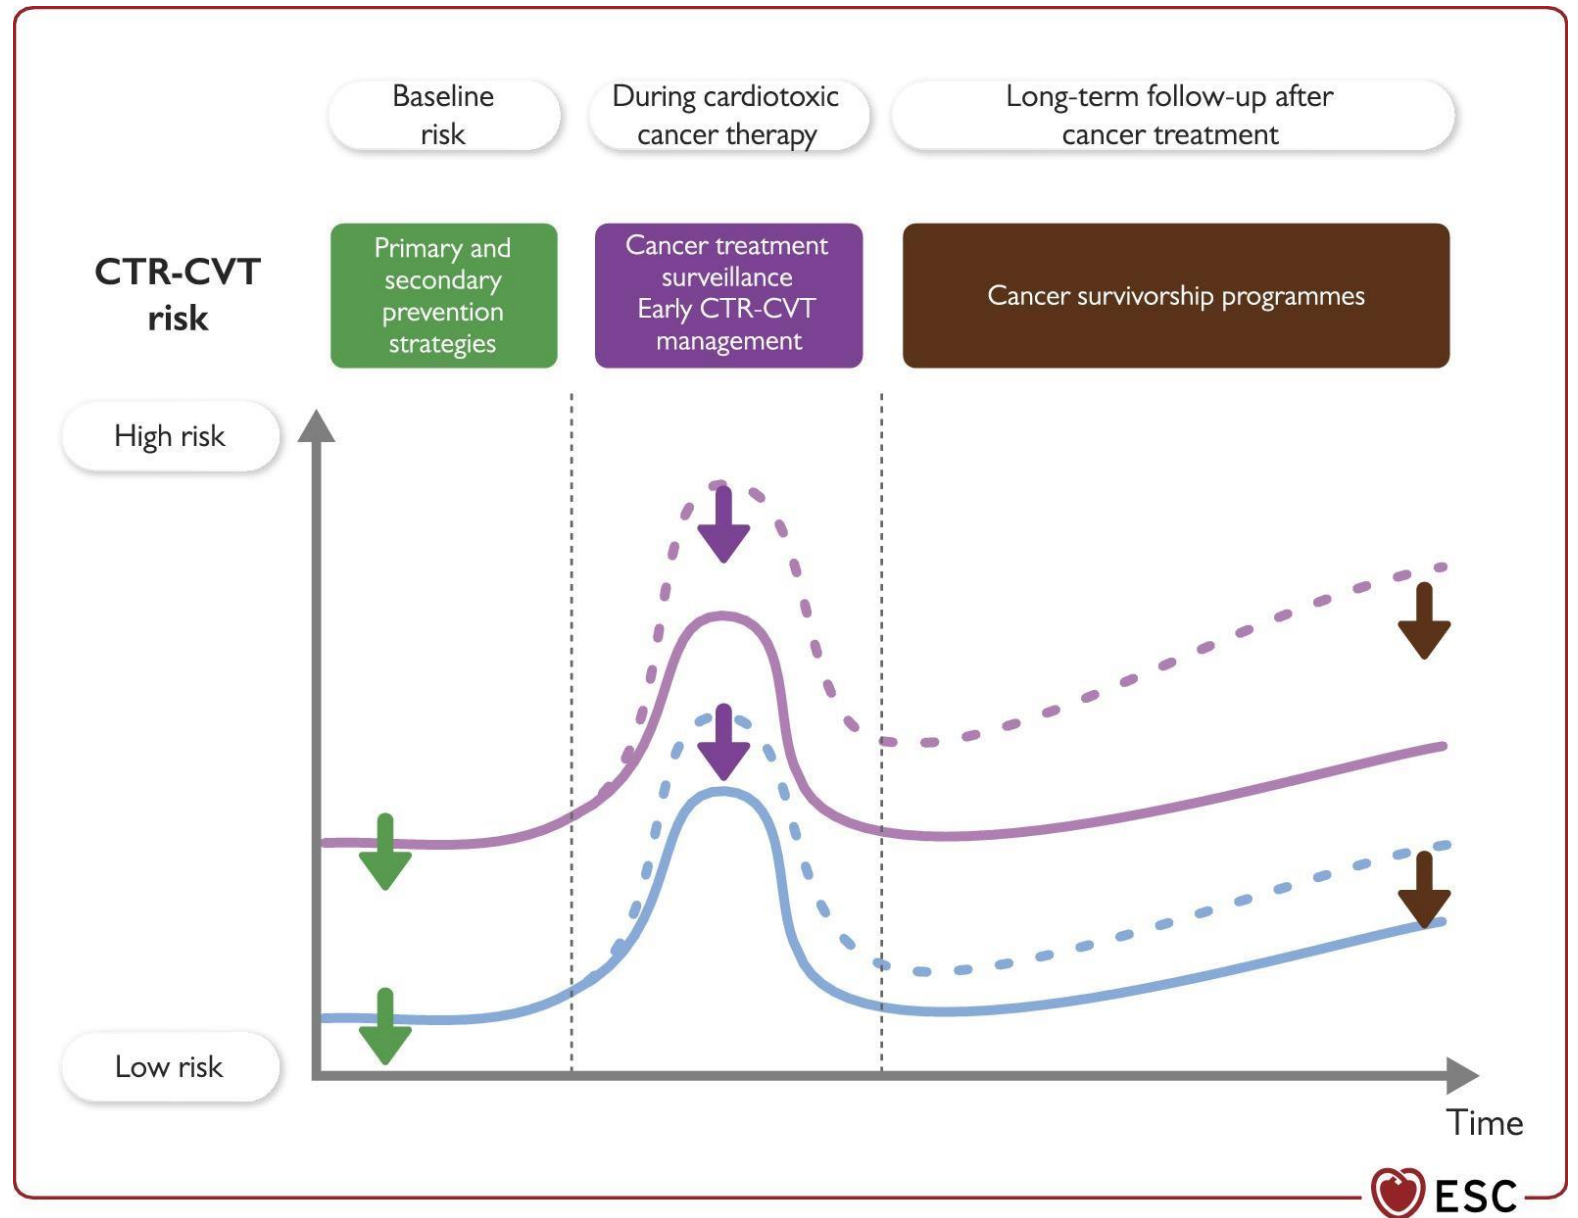 Baseline
risk
During cardiotoxic
cancer therapy
Long-term follow-up after
cancer treatment
CTR-CVT
risk
Primary and
secondary
prevention
strategies
Cancer treatment
surveillance
Early CTR-CVT
management
Cancer survivorship programmes
High risk
Low risk
Time
ESC